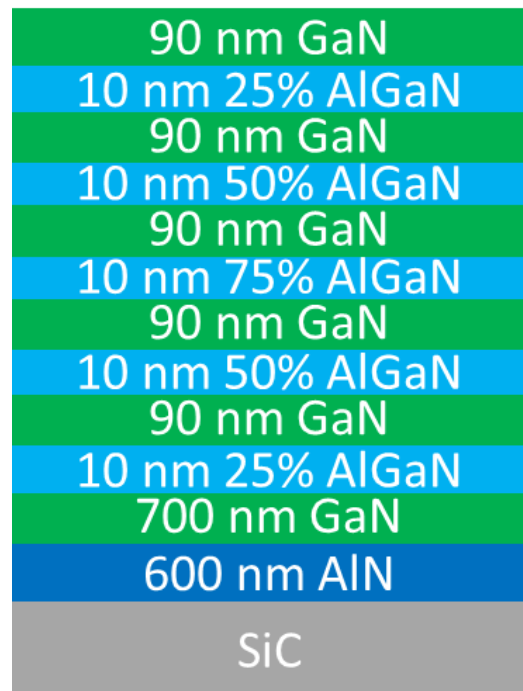 90 nm GaN
10 nm 25% AlGaN
90 nm GaN
10 nm 50% AlGaN
90 nm GaN
10 nm 75% AlGaN
90 nm GaN
10 nm 50% AlGaN
90 nm GaN
10 nm 25% AlGaN
700 nm GaN
600 nm AlN
SiC